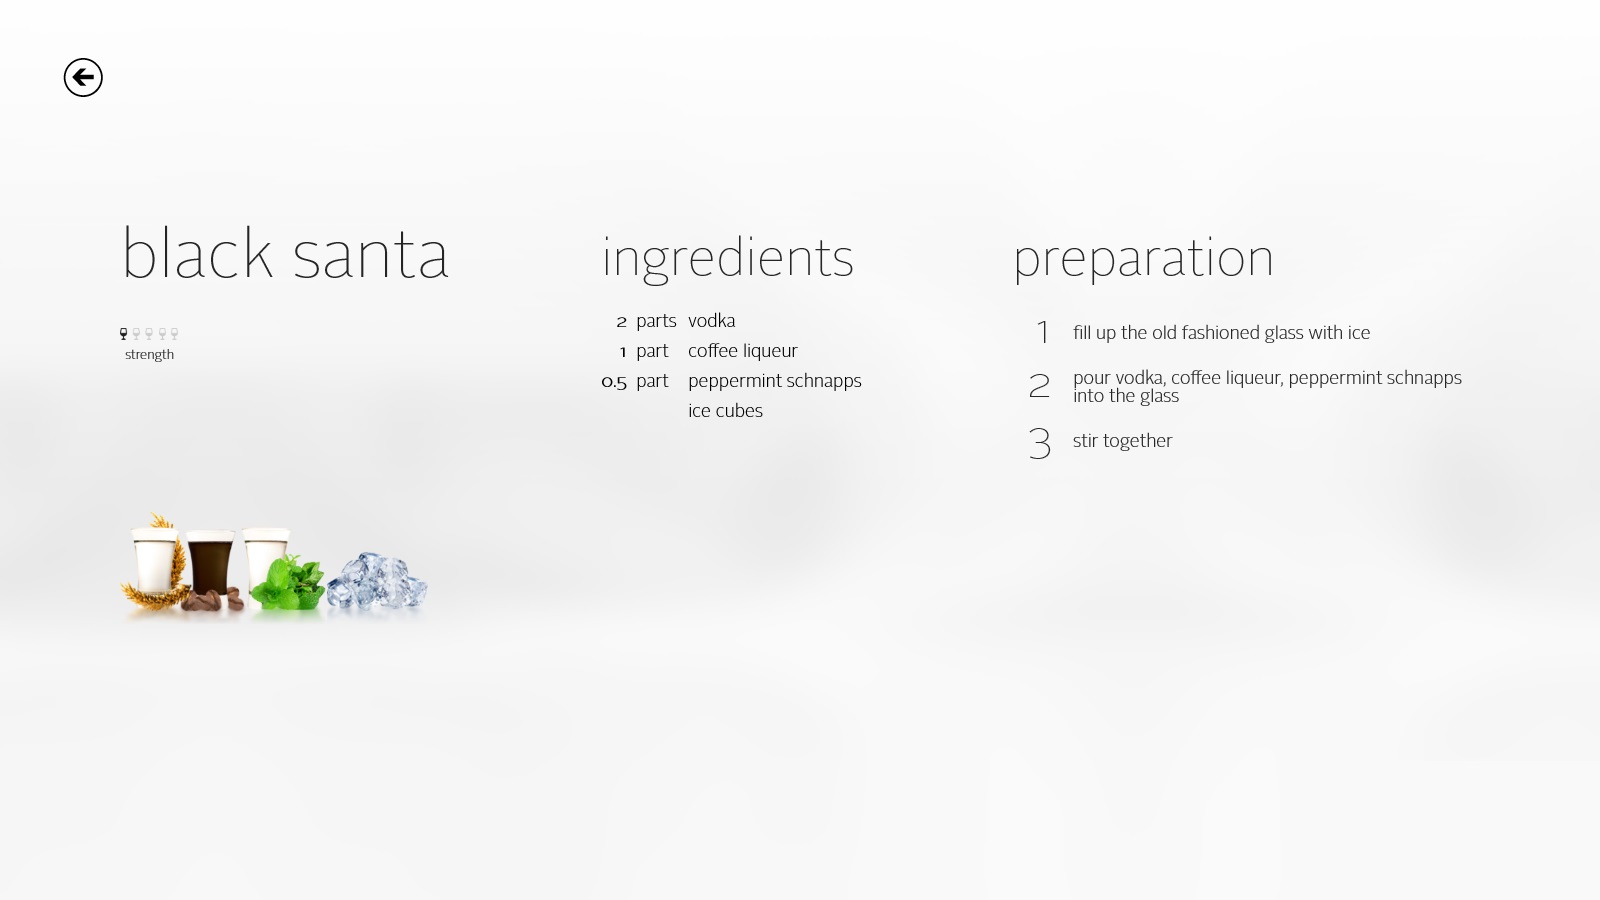 black santa
strength
ingredients
2 parts vodka
1 part coffee liqueur
0.5 part peppermint schnapps
ice cubes
preparation
1 fill up the old fashioned glass with ice
2 pour vodka, coffee liqueur, peppermint schnapps
into the glass
3 stir together